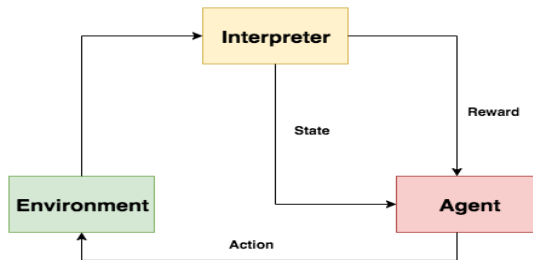 Interpreter
State
Reward
Environment
Agent
Action